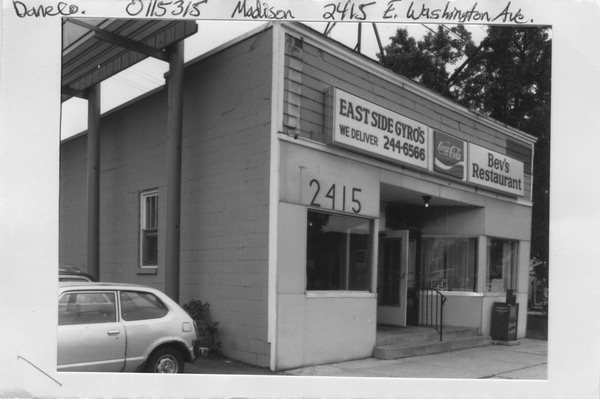 Dane Co. 0115315 Madison 2415 E. Washington Ave.
EAST SIDE GYRO'S
WE DELIVER 244-6566
Coca-Cola
Bev's
Restaurant
2415